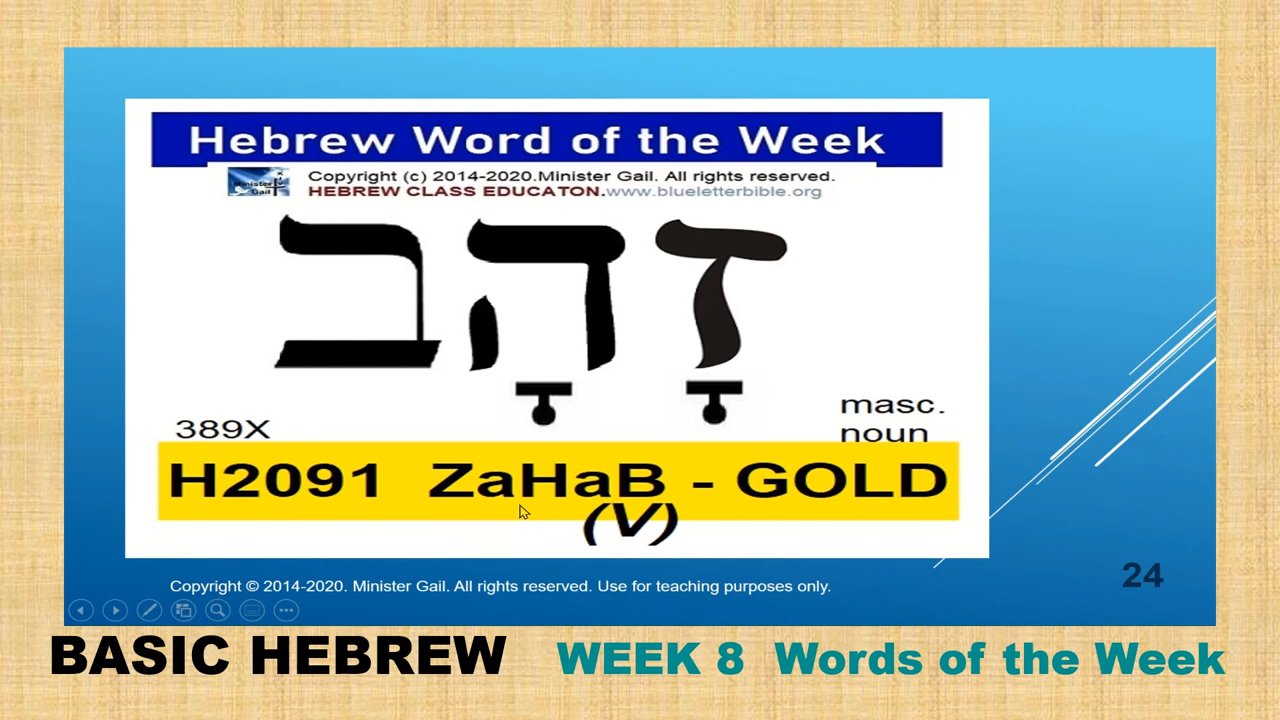 Hebrew Word of the Week
Minister Gail
Copyright (c) 2014-2020.Minister Gail. All rights reserved.
HEBREW CLASS EDUCATON.www.blueletterbible.org
זָהָב
389X
masc.
noun
H2091 ZaHaB - GOLD
(V)
24
Copyright © 2014-2020. Minister Gail. All rights reserved. Use for teaching purposes only.
BASIC HEBREW WEEK 8 Words of the Week